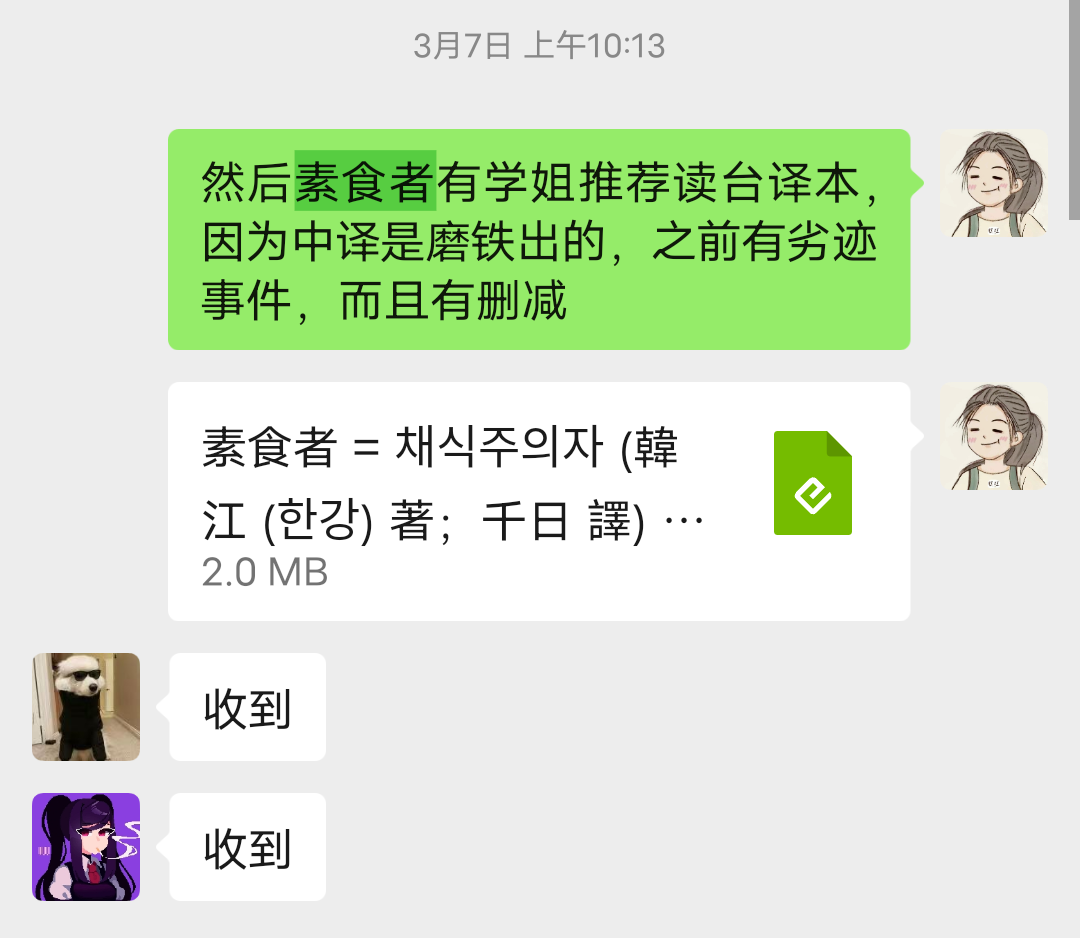 3月7日 上午10:13
然后素食者有学姐推荐读台译本，
因为中译是磨铁出的，之前有劣迹
事件，而且有删减
素食者 = 채식주의자 (韓
江 (한강) 著；千日 譯) ···
2.0 MB
收到
收到